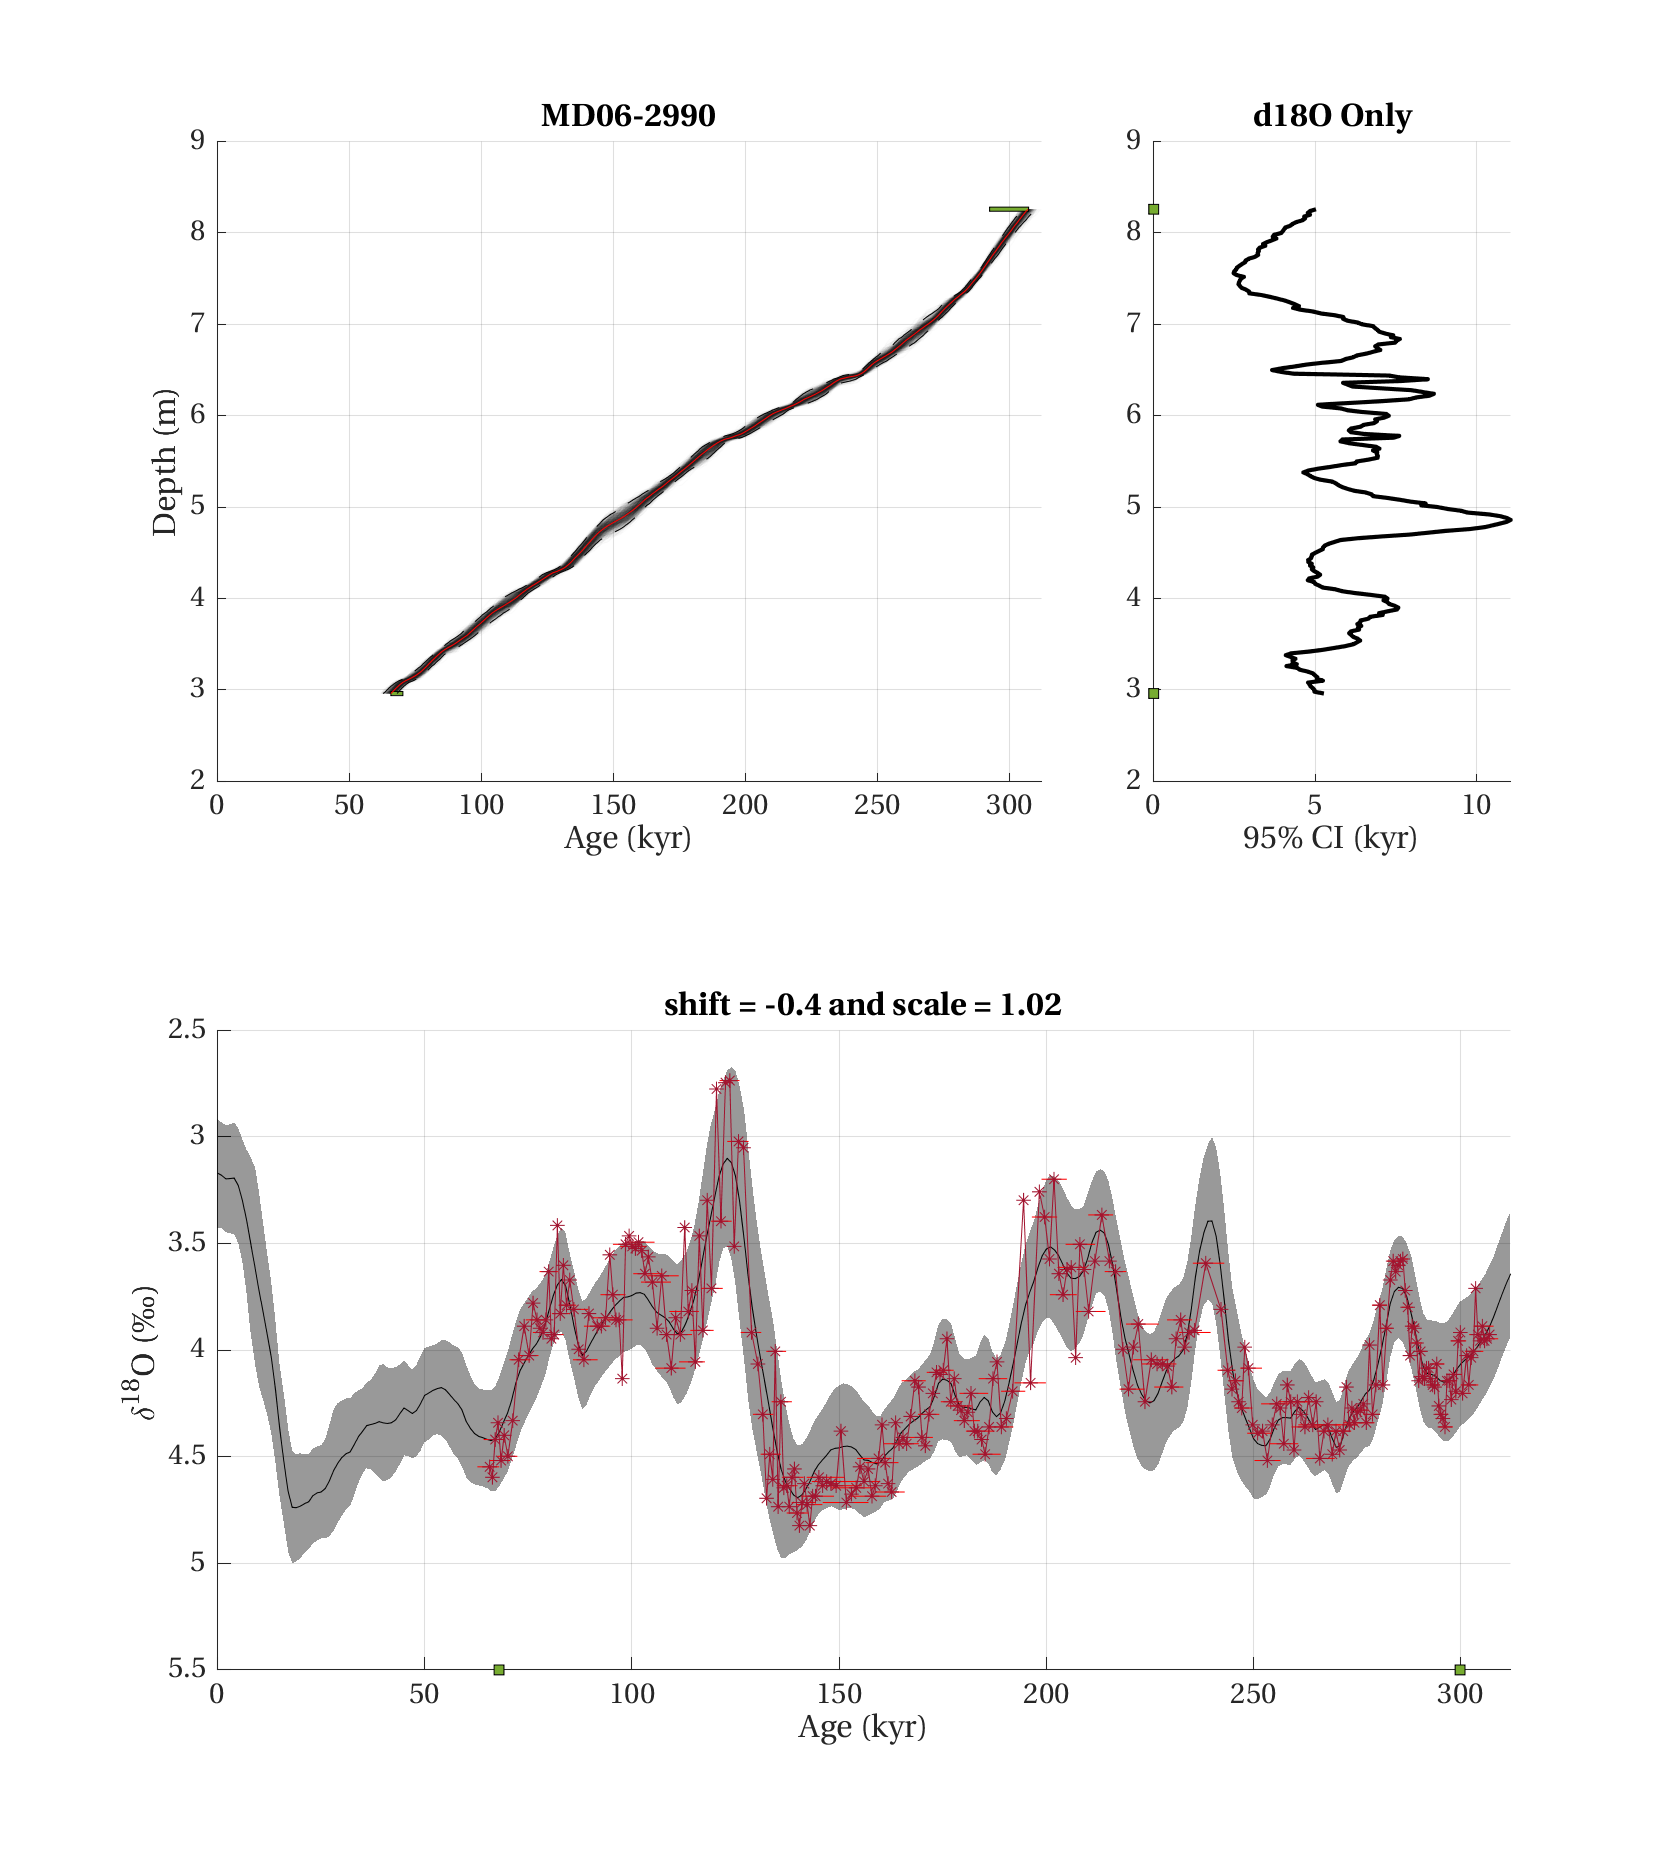 MD06-2990
d18O Only
9
8
7
6
5
4
3
2
0 50 100 150 200 250 300
Age (kyr)
Depth (m)
9
8
7
6
5
4
3
2
0 5 10
95% CI (kyr)
shift = -0.4 and scale = 1.02
2.5
3
3.5
4
4.5
5
5.5
0 50 100 150 200 250 300
Age (kyr)
δ18O (‰)